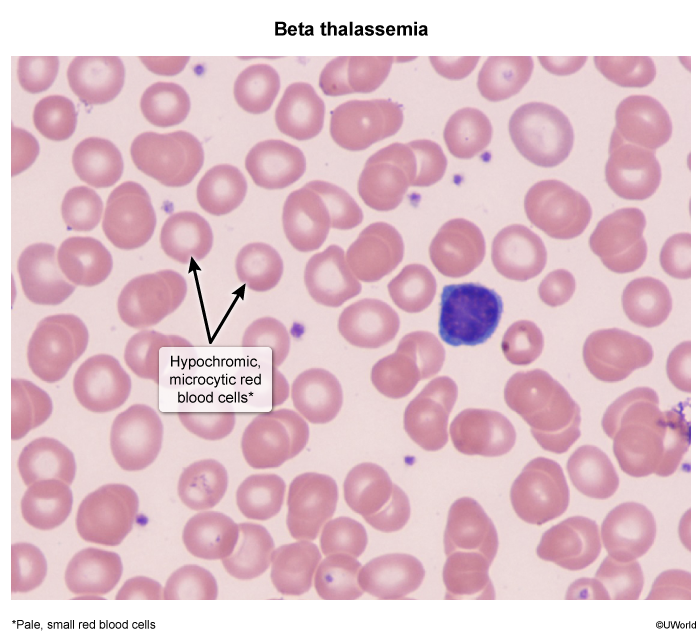 Beta thalassemia
Hypochromic,
microcytic red
blood cells*
*Pale, small red blood cells
©UWorld